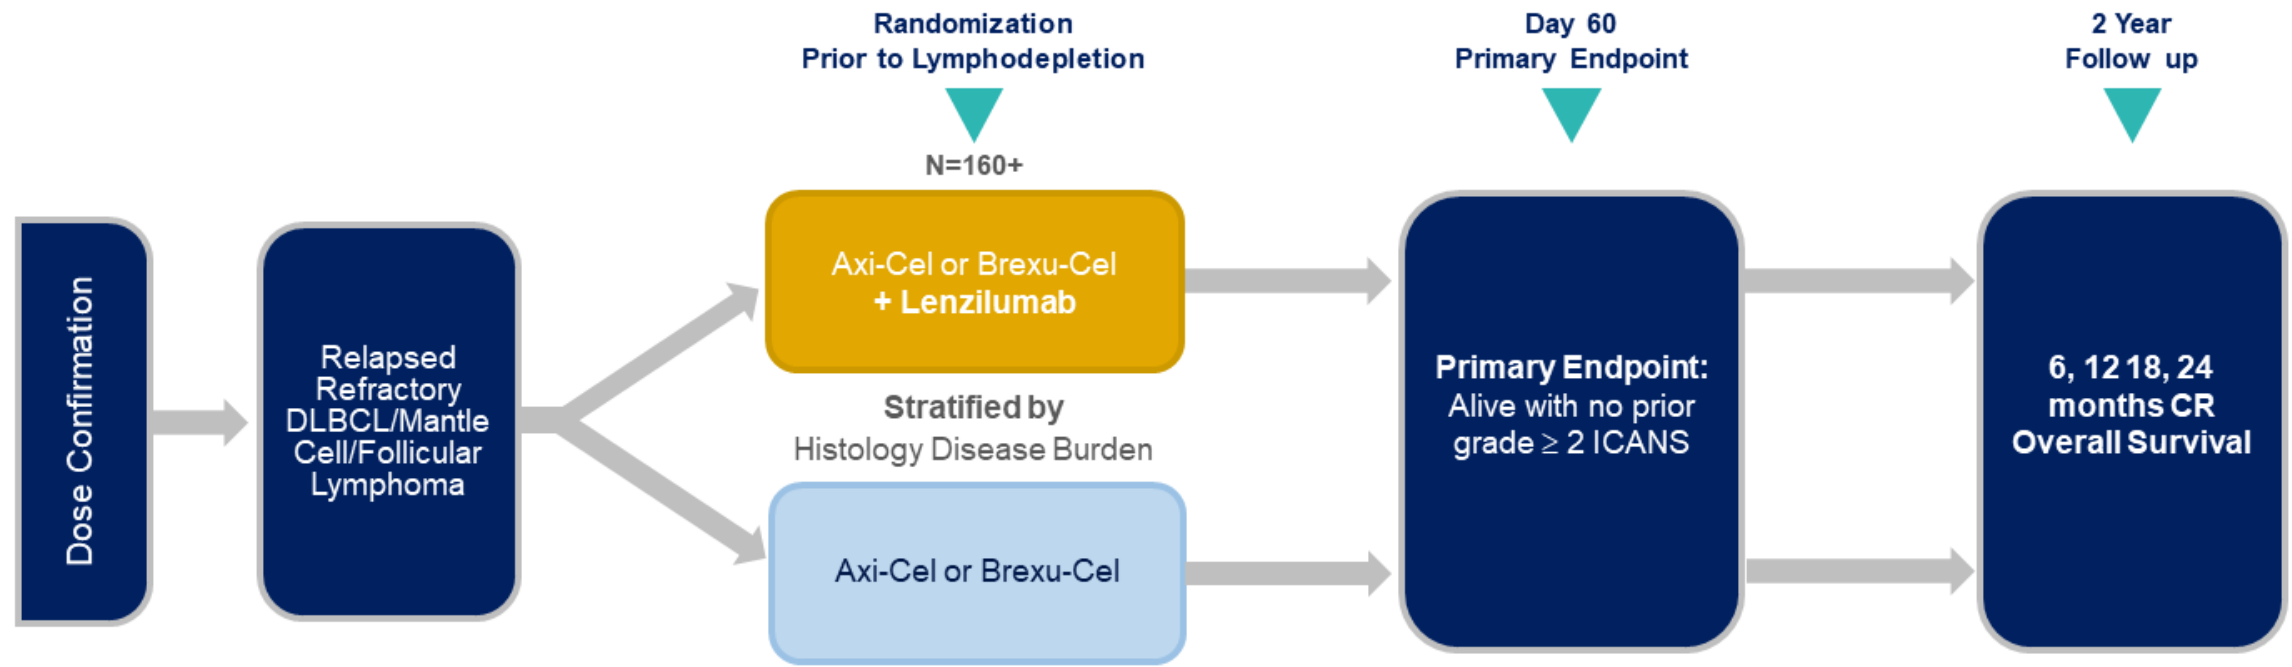 Randomization
Prior to Lymphodepletion
Day 60
Primary Endpoint
2 Year
Follow up
N=160+
Dose Confirmation
Relapsed
Refractory
DLBCL/Mantle
Cell/Follicular
Lymphoma
Axi-Cel or Brexu-Cel
+ Lenzilumab
Stratified by
Histology Disease Burden
Axi-Cel or Brexu-Cel
Primary Endpoint:
Alive with no prior
grade ≥ 2 ICANS
6, 12 18, 24
months CR
Overall Survival